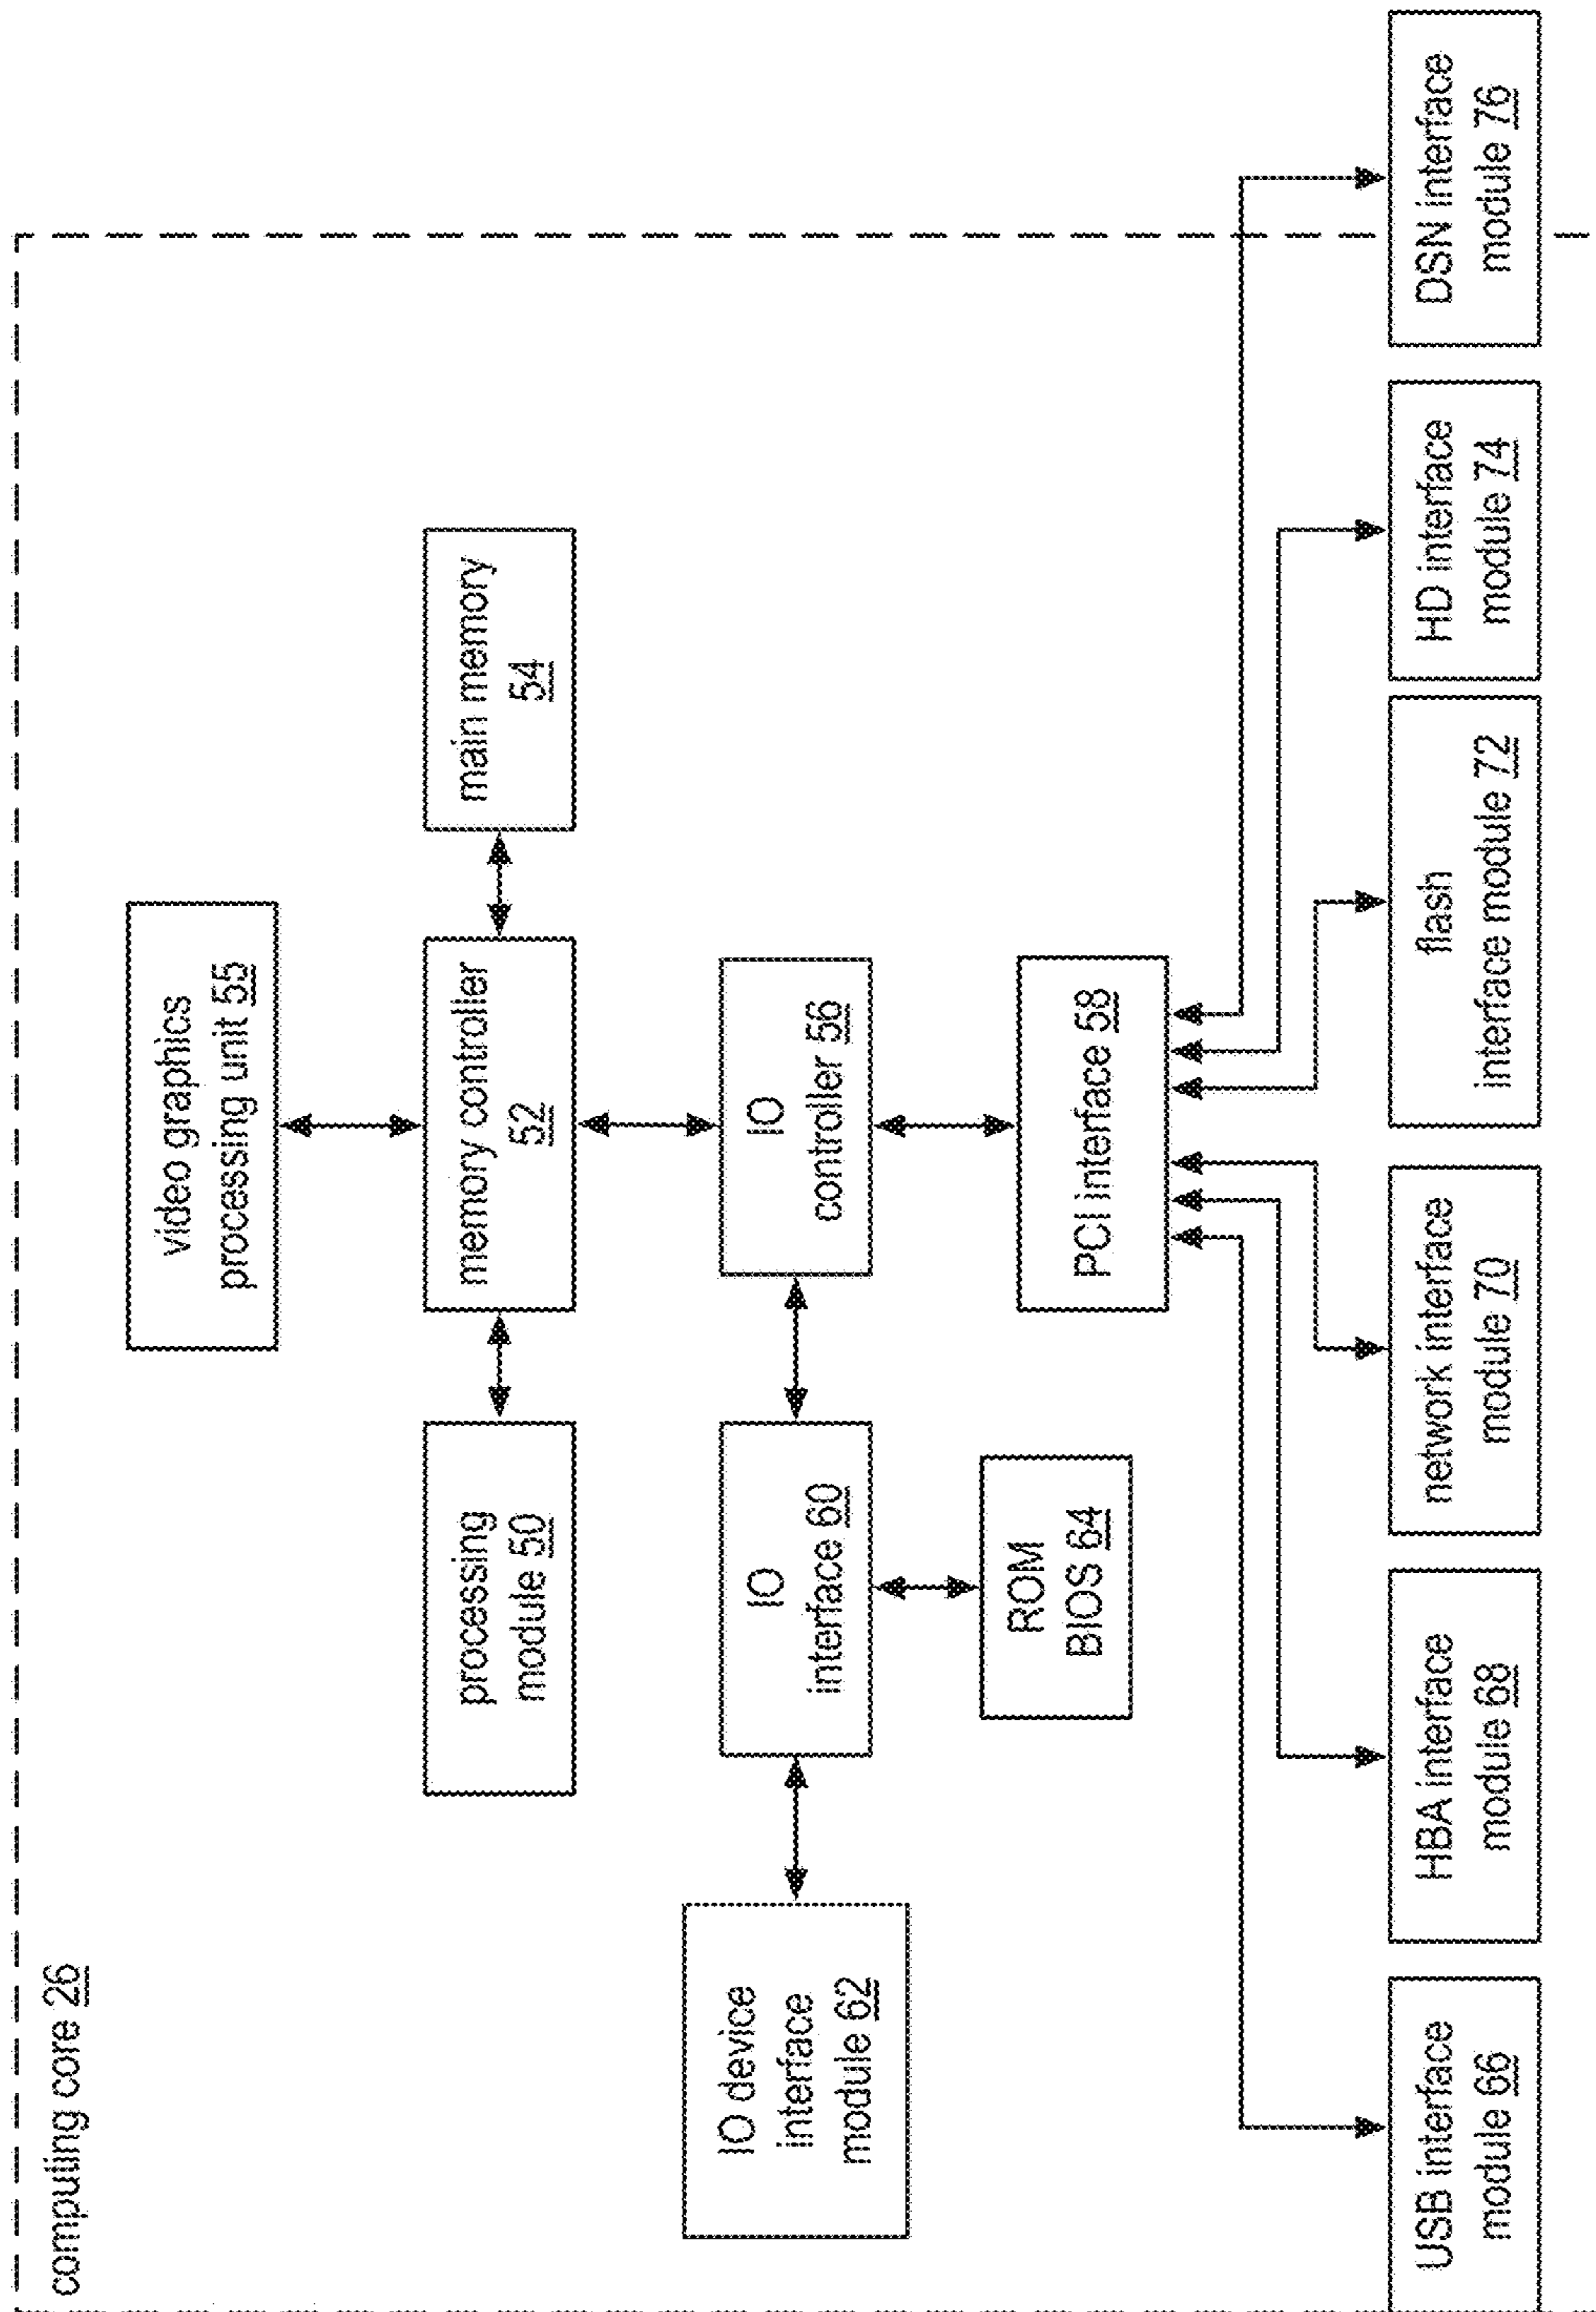 computing core 26
video graphics
processing unit 55
processing
module 50
memory controller
52
main memory
54
IO device
interface
module 62
IO
interface 60
IO
controller 56
ROM
BIOS 64
PCI interface 58
USB interface
module 66
HBA interface
module 68
network interface
module 70
flash
interface module 72
HD interface
module 74
DSN interface
module 76